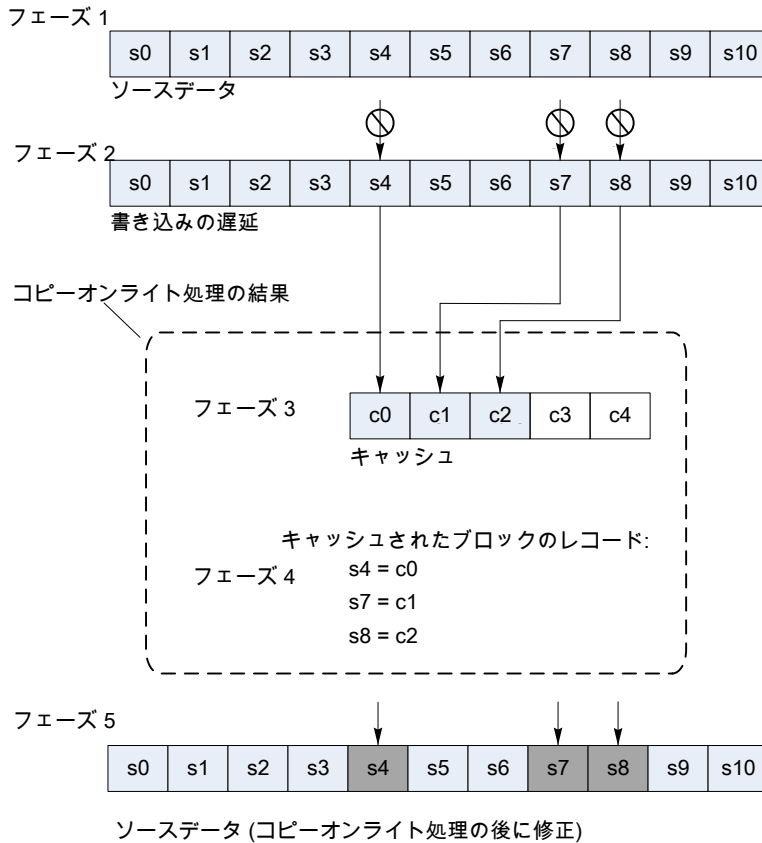 フェーズ 1
s0 s1 s2 s3 s4 s5 s6 s7 s8 s9 s10
ソースデータ
フェーズ 2
s0 s1 s2 s3 s4 s5 s6 s7 s8 s9 s10
書き込みの遅延
コピーオンライト処理の結果
フェーズ 3
c0 c1 c2 c3 c4
キャッシュ
キャッシュされたブロックのレコード:
フェーズ 4
s4 = c0
s7 = c1
s8 = c2
フェーズ 5
s0 s1 s2 s3 s4 s5 s6 s7 s8 s9 s10
ソースデータ (コピーオンライト処理の後に修正)